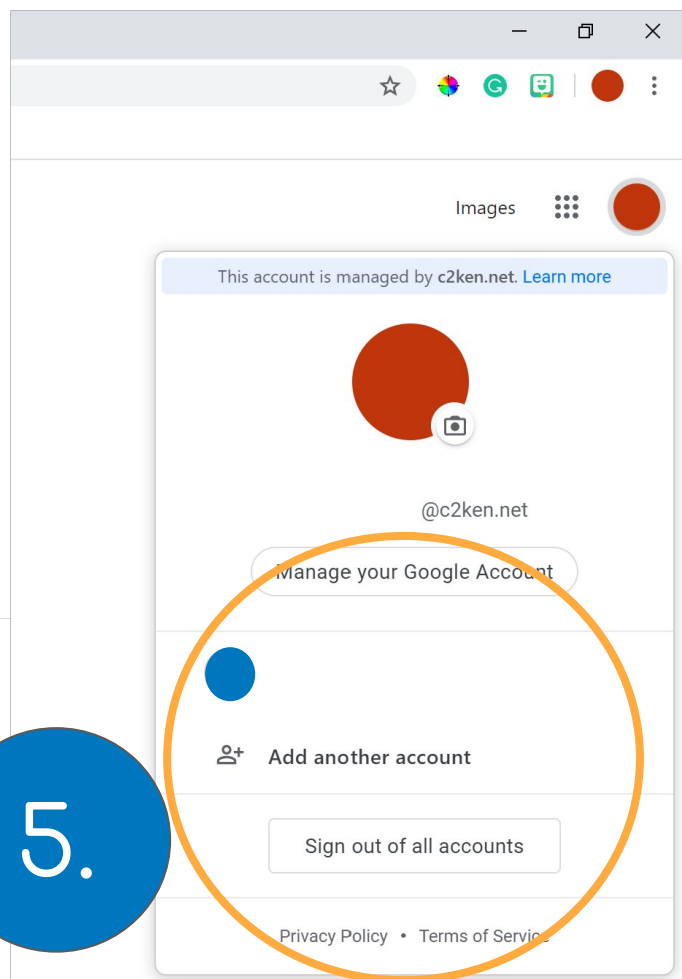 Images
This account is managed by c2ken.net. Learn more
@c2ken.net
Manage your Google Account
Add another account
5.
Sign out of all accounts
Privacy Policy • Terms of Service